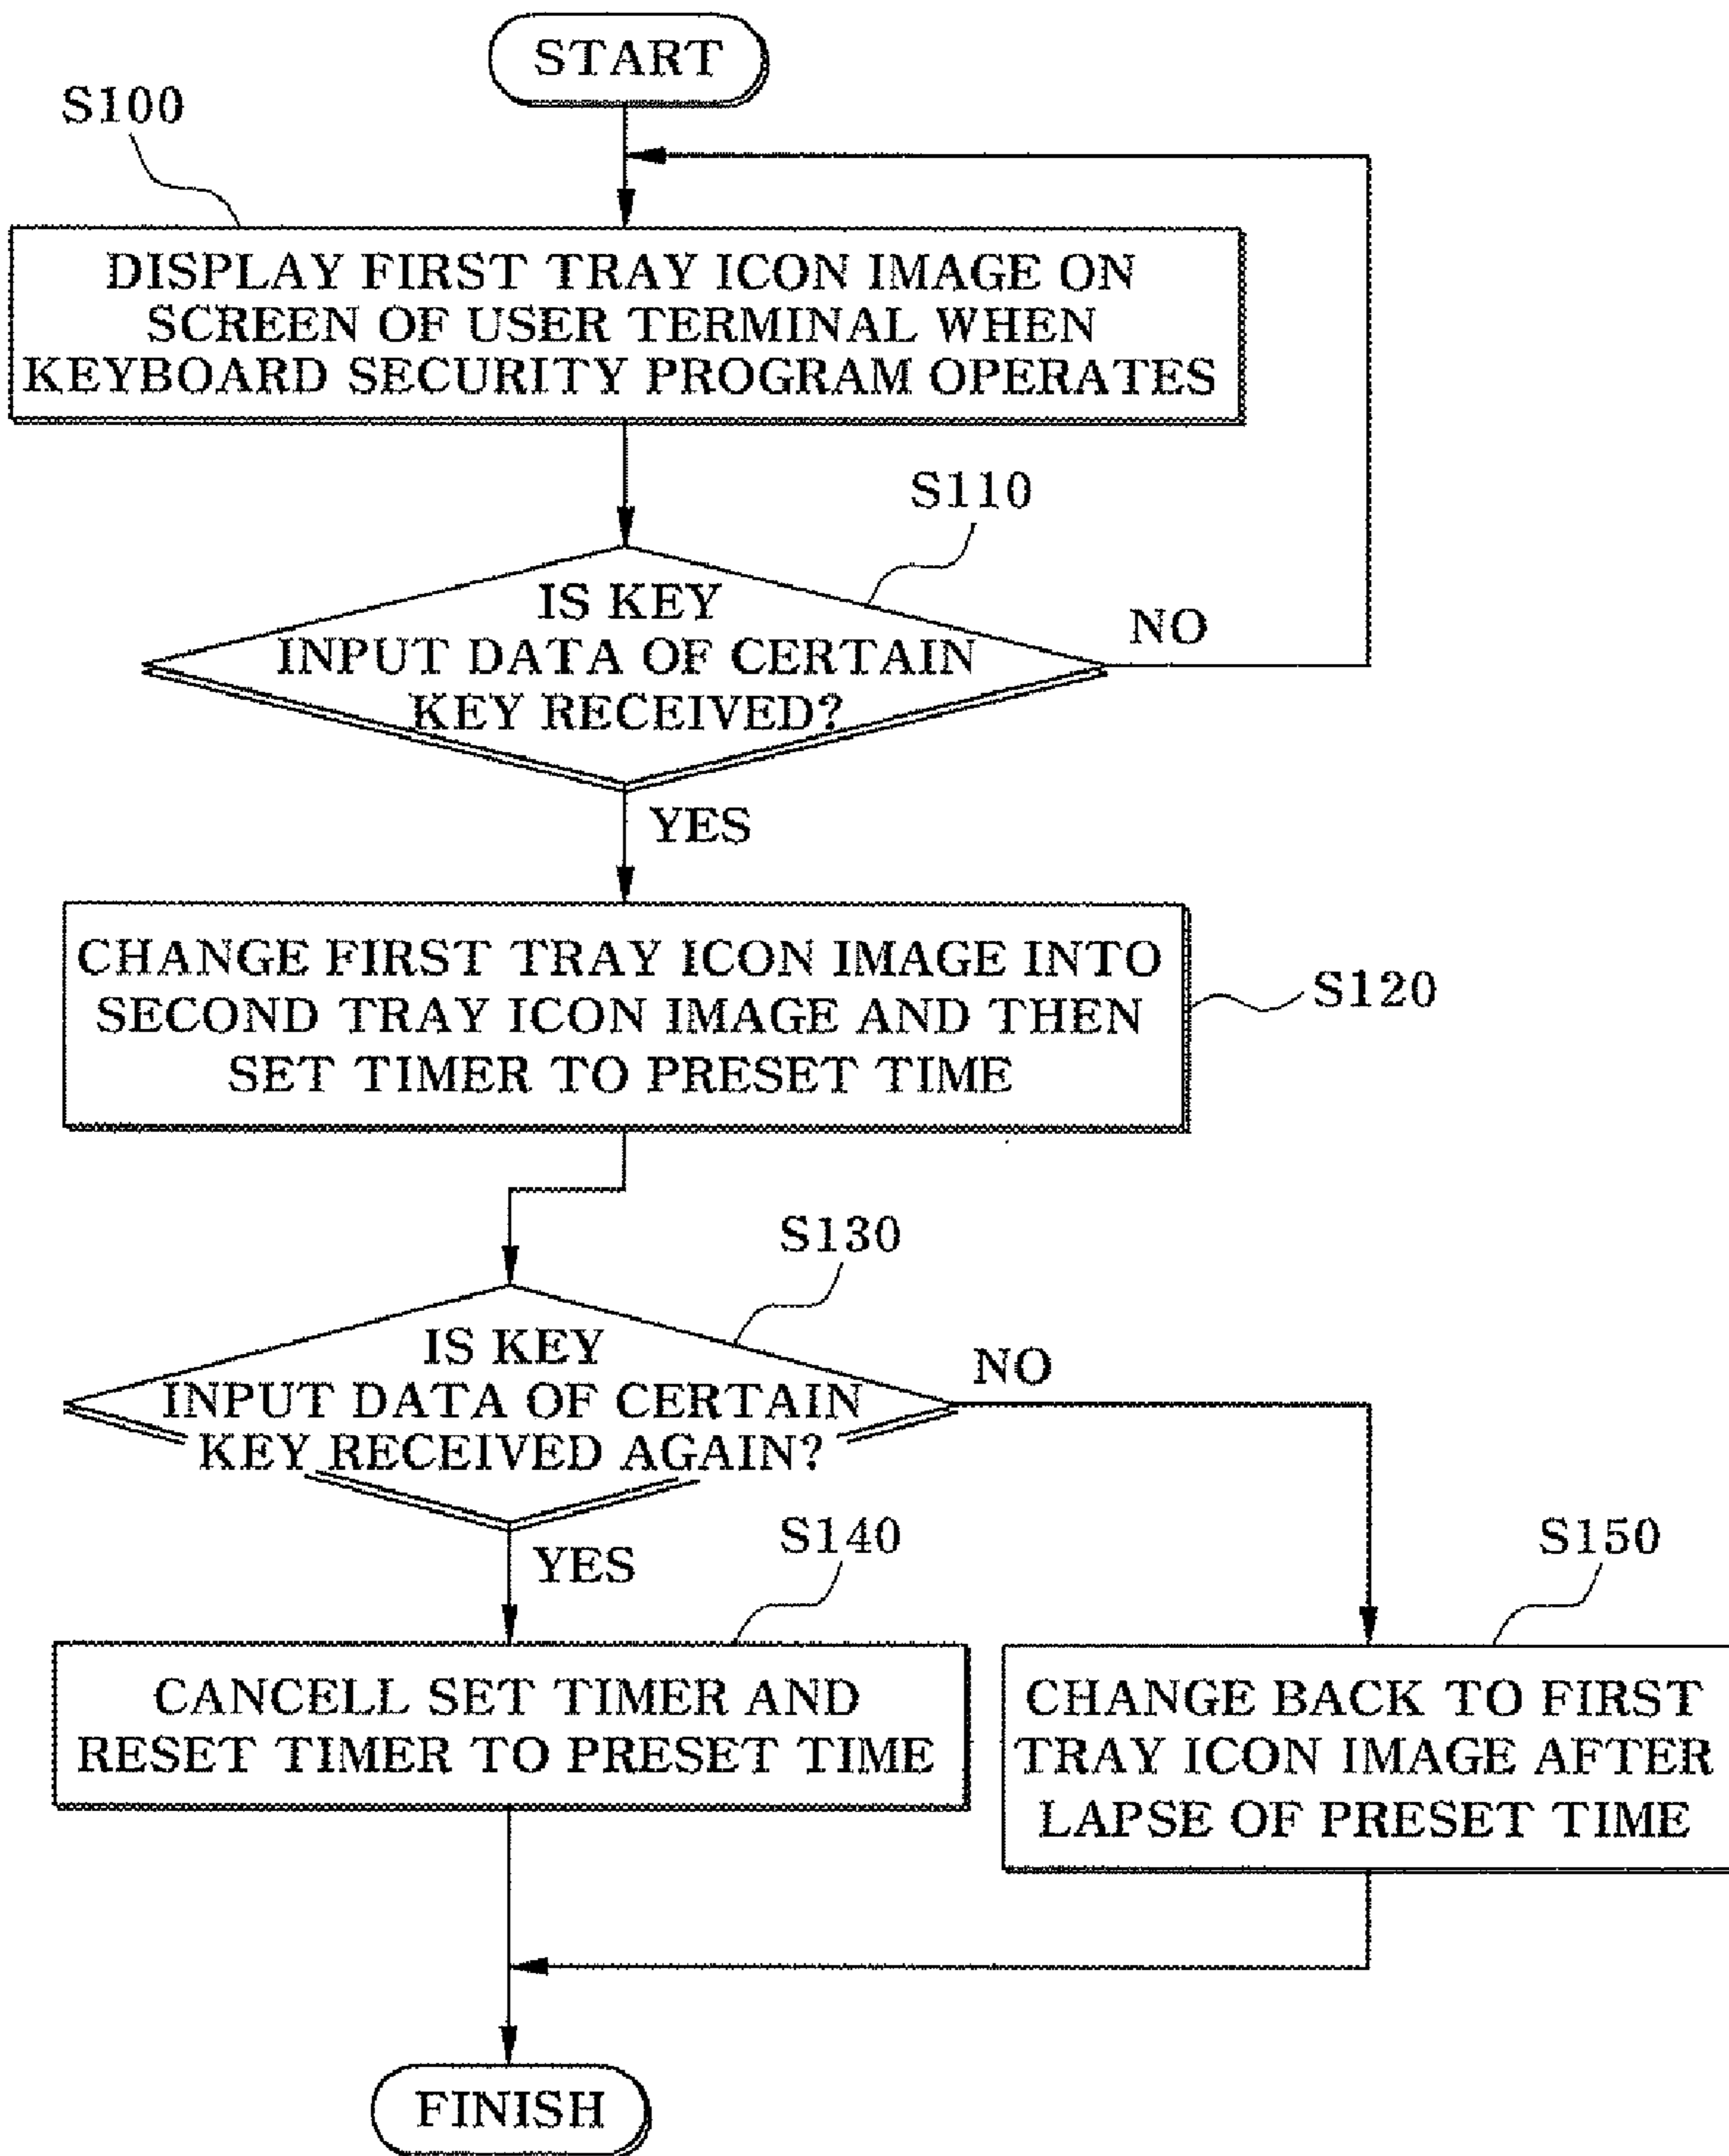 START
S100
DISPLAY FIRST TRAY ICON IMAGE ON
SCREEN OF USER TERMINAL WHEN
KEYBOARD SECURITY PROGRAM OPERATES
S110
IS KEY
INPUT DATA OF CERTAIN
KEY RECEIVED?
NO
YES
CHANGE FIRST TRAY ICON IMAGE INTO
SECOND TRAY ICON IMAGE AND THEN
SET TIMER TO PRESET TIME
S120
S130
IS KEY
INPUT DATA OF CERTAIN
KEY RECEIVED AGAIN?
NO
YES
S140
CANCELL SET TIMER AND
RESET TIMER TO PRESET TIME
S150
CHANGE BACK TO FIRST
TRAY ICON IMAGE AFTER
LAPSE OF PRESET TIME
FINISH